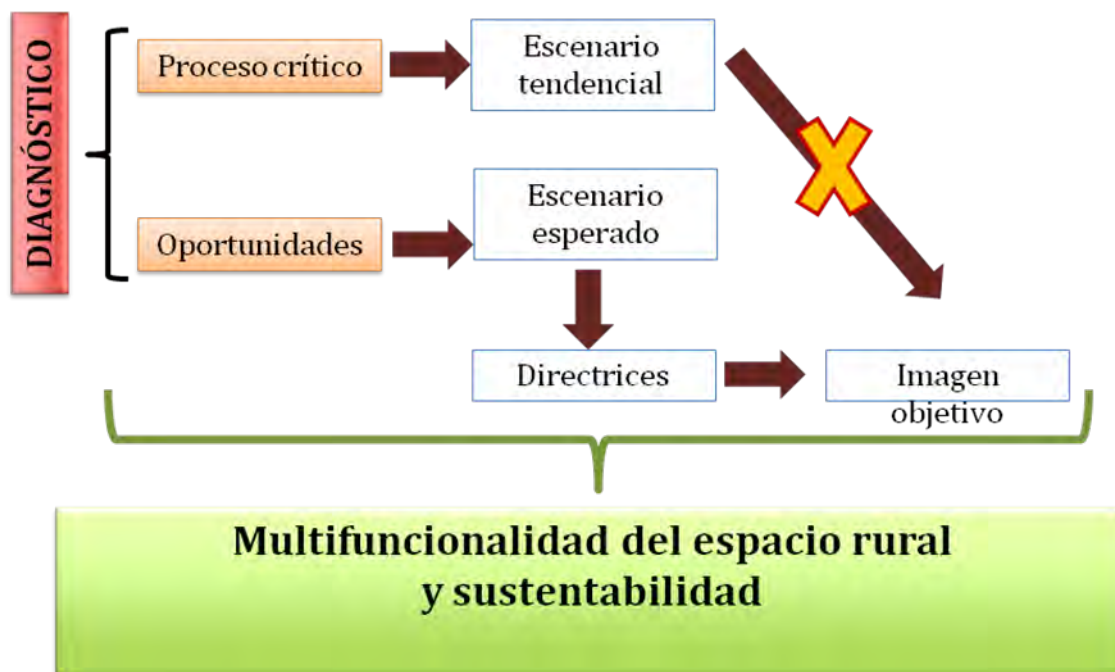 DIAGNÓSTICO
Proceso crítico
Escenario
tendencial
Oportunidades
Escenario
esperado
Directrices
Imagen
objetivo
Multifuncionalidad del espacio rural
y sustentabilidad